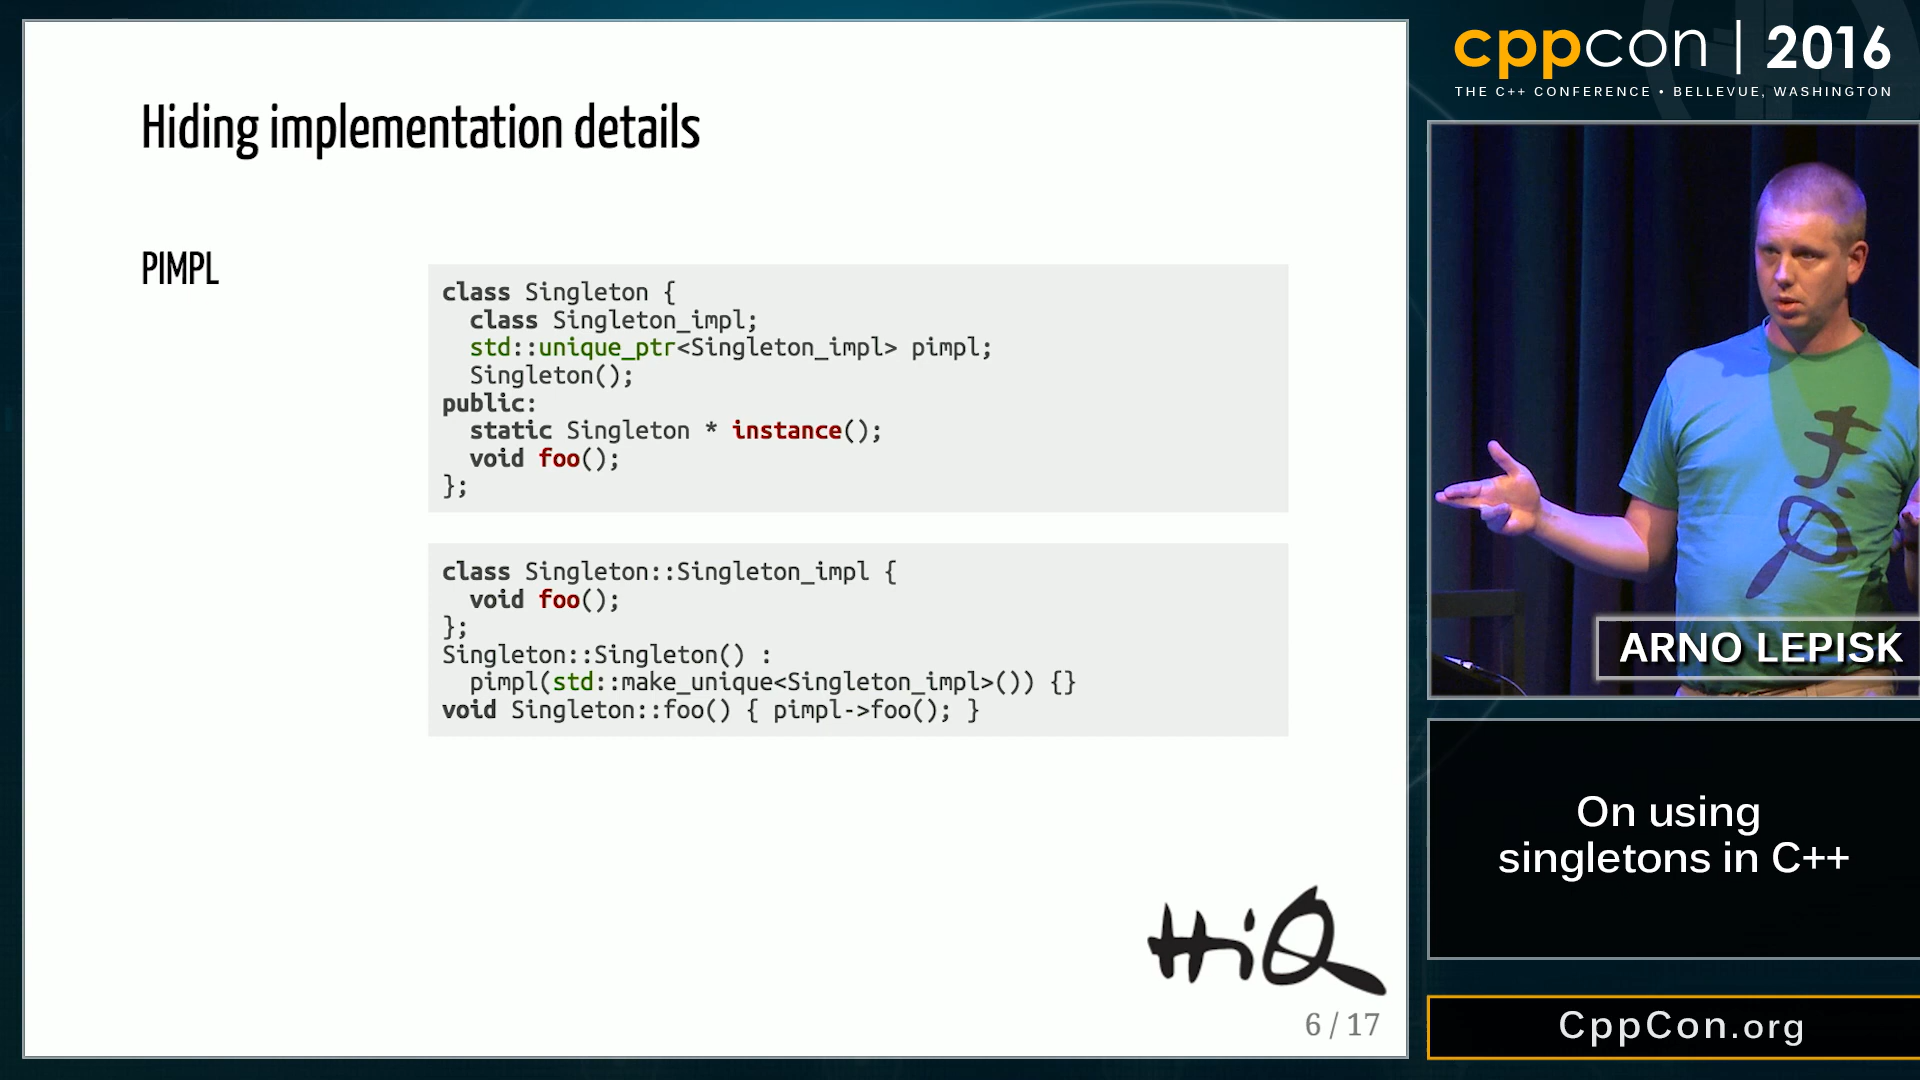 Hiding implementation details
PIMPL
class Singleton {
  class Singleton_impl;
  std::unique_ptr<Singleton_impl> pimpl;
  Singleton();
public:
  static Singleton * instance();
  void foo();
};
class Singleton::Singleton_impl {
  void foo();
};
Singleton::Singleton() :
  pimpl(std::make_unique<Singleton_impl>()) {}
void Singleton::foo() { pimpl->foo(); }
HiQ
6 / 17
cppcon | 2016
THE C++ CONFERENCE • BELLEVUE, WASHINGTON
ARNO LEPISK
On using
singletons in C++
CppCon.org